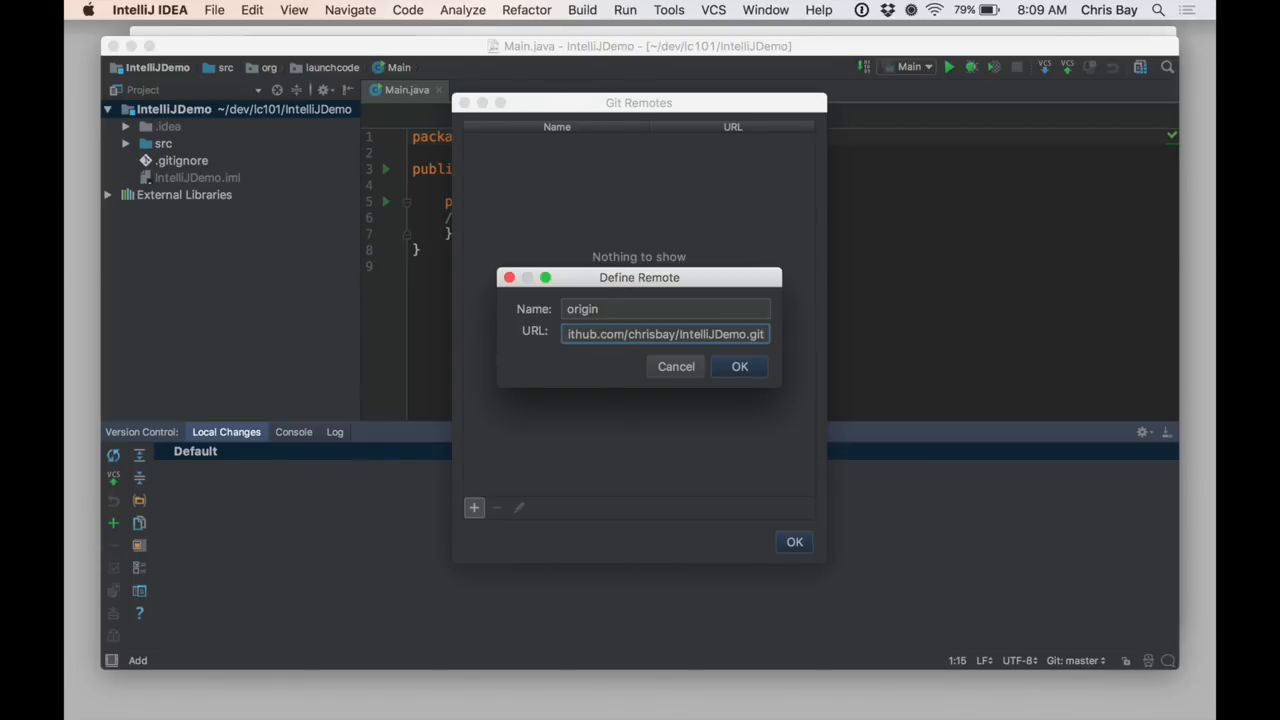 IntelliJ IDEA File Edit View Navigate Code Analyze Refactor Build Run Tools VCS Window Help 79% 8:09 AM Chris Bay
Main.java - IntelliJDemo - [~/dev/lc101/IntelliJDemo]
IntelliJDemo src org launchcode Main Main VCS VCS
Project Main.java
Git Remotes
IntelliJDemo ~/dev/lc101/IntelliJDemo
.idea
src
.gitignore
IntelliJDemo.iml
External Libraries
1 packa
2
3 publi
4
5 p
6 /
7 }
8 }
9
Name URL
Nothing to show
Define Remote
Name: origin
URL: ithub.com/chrisbay/IntelliJDemo.git
Cancel OK
+ −
OK
Version Control: Local Changes Console Log
Default
VCS
?
Add 1:15 LF UTF-8 Git: master